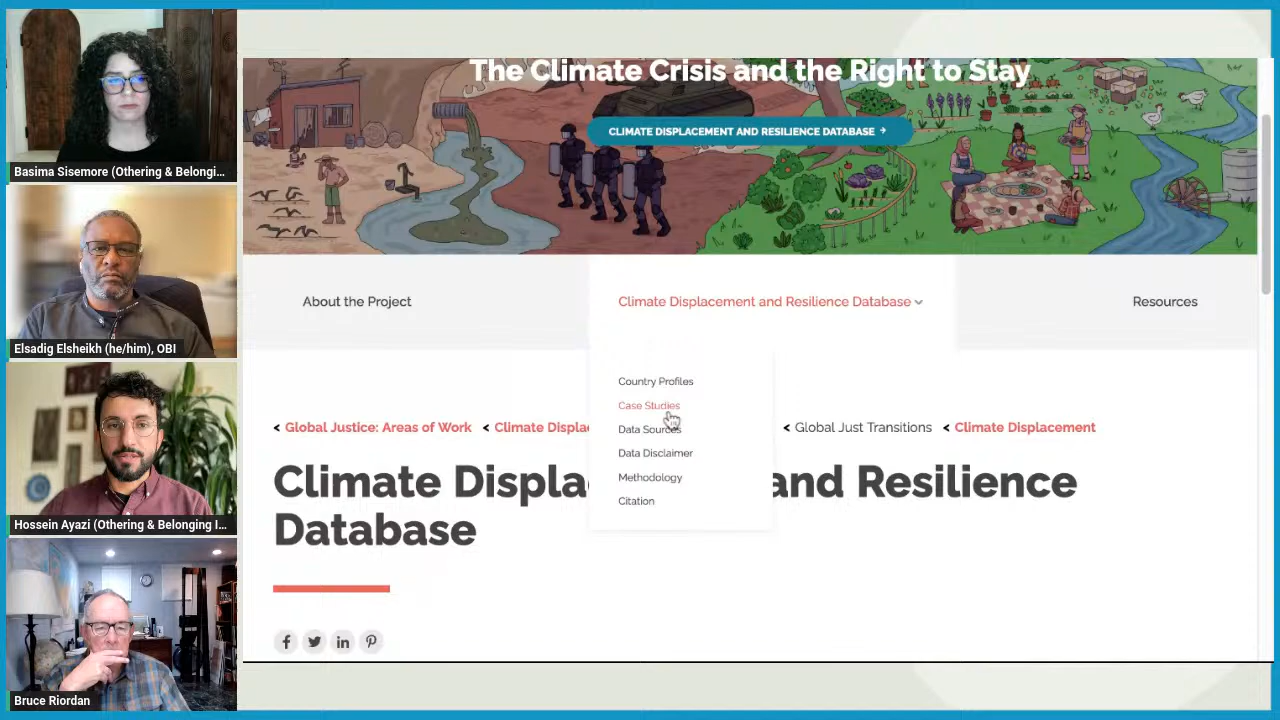 Basima Sisemore (Othering & Belongi...
Elsadig Elsheikh (he/him), OBI
Hossein Ayazi (Othering & Belonging I...
Bruce Riordan
The Climate Crisis and the Right to Stay
CLIMATE DISPLACEMENT AND RESILIENCE DATABASE →
About the Project
Climate Displacement and Resilience Database
Resources
Country Profiles
Case Studies
Data Sources
Data Disclaimer
Methodology
Citation
< Global Justice: Areas of Work < Climate Displa < Global Just Transitions < Climate Displacement
Climate Displa and Resilience
Database